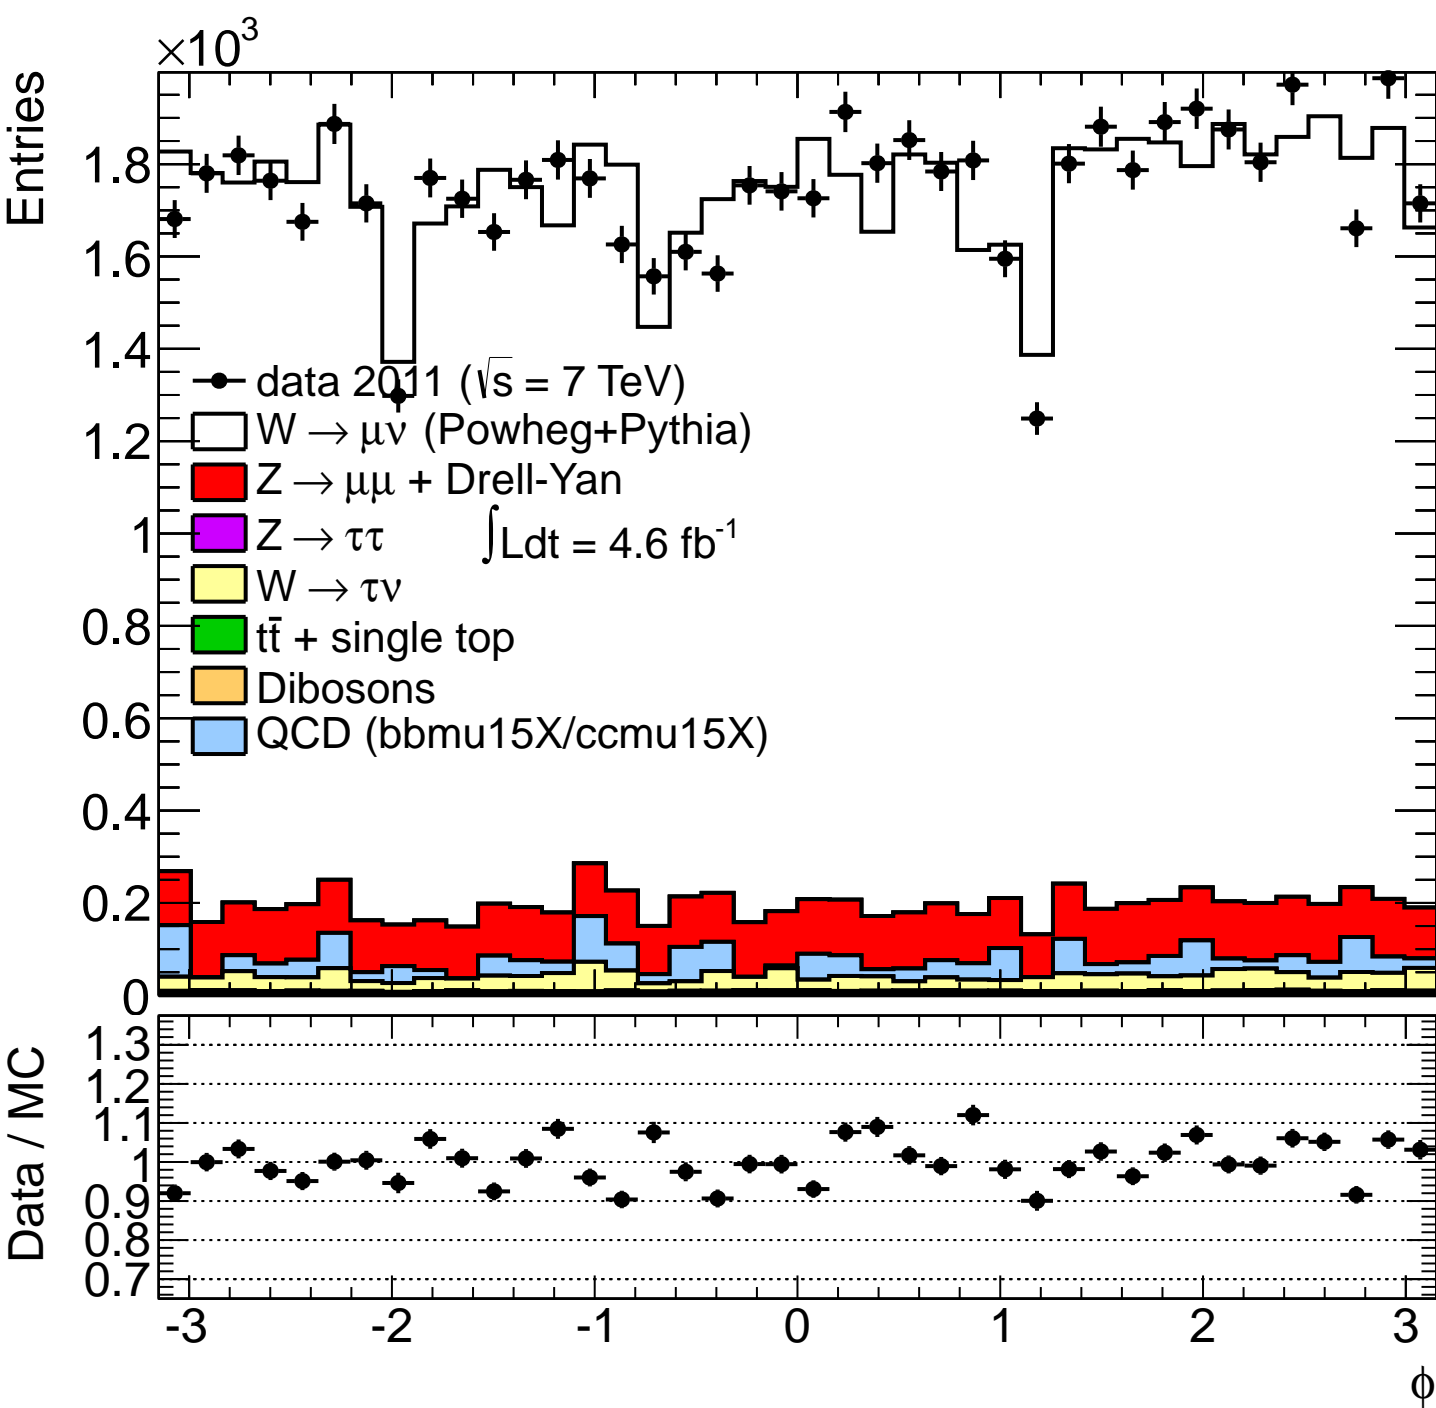 ×10³
Entries
1.8
1.6
1.4
1.2
1
0.8
0.6
0.4
0.2
0
data 2011 (√s = 7 TeV)
W → μν (Powheg+Pythia)
Z → μμ + Drell-Yan
Z → ττ
∫Ldt = 4.6 fb⁻¹
W → τν
tt̄ + single top
Dibosons
QCD (bbmu15X/ccmu15X)
Data / MC
1.3
1.2
1.1
1
0.9
0.8
0.7
-3 -2 -1 0 1 2 3
ϕ